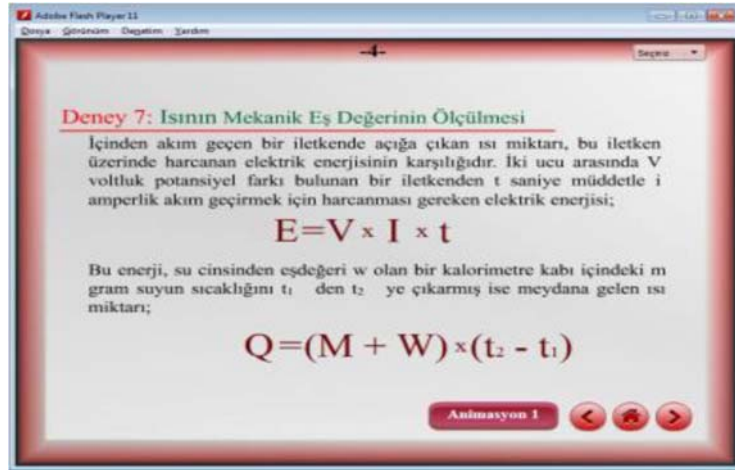 Adobe Flash Player 11
Dosya Görünüm Denetim Yardım
-4-
Seçiniz
Deney 7: Isının Mekanik Eş Değerinin Ölçülmesi
İçinden akım geçen bir iletkende açığa çıkan ısı miktarı, bu iletken
üzerinde harcanan elektrik enerjisinin karşılığıdır. İki ucu arasında V
voltluk potansiyel farkı bulunan bir iletkenden t saniye müddetle i
amperlik akım geçirmek için harcanması gereken elektrik enerjisi;
E=V x I x t
Bu enerji, su cinsinden eşdeğeri w olan bir kalorimetre kabı içindeki m
gram suyun sıcaklığını t₁ den t₂ ye çıkarmış ise meydana gelen ısı
miktarı;
Q=(M + W) x (t₂ - t₁)
Animasyon 1